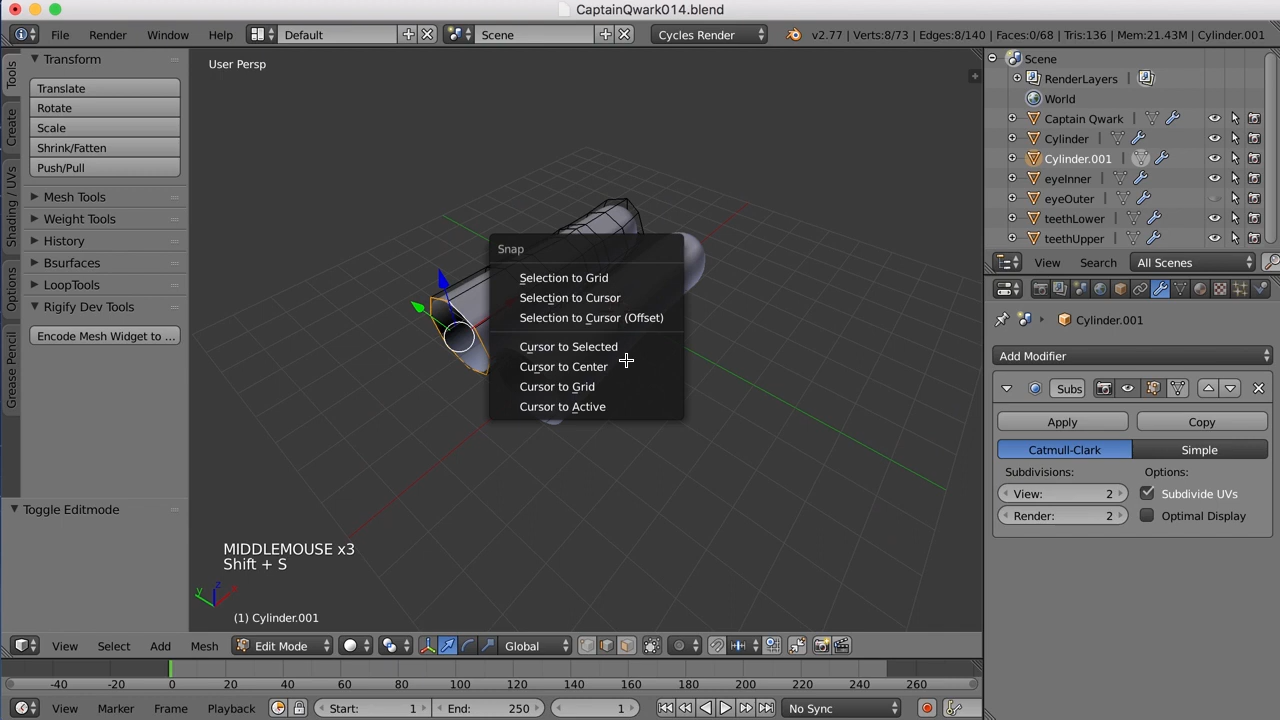 CaptainQwark014.blend
File Render Window Help Default Scene Cycles Render v2.77 | Verts:8/73 | Edges:8/140 | Faces:0/68 | Tris:136 | Mem:21.43M | Cylinder.001
Tools
Create
Shading / UVs
Options
Grease Pencil
Transform
Translate
Rotate
Scale
Shrink/Fatten
Push/Pull
Mesh Tools
Weight Tools
History
Bsurfaces
LoopTools
Rigify Dev Tools
Encode Mesh Widget to ...
Toggle Editmode
User Persp
Snap
Selection to Grid
Selection to Cursor
Selection to Cursor (Offset)
Cursor to Selected
Cursor to Center
Cursor to Grid
Cursor to Active
MIDDLEMOUSE x3
Shift + S
y z
(1) Cylinder.001
View Select Add Mesh Edit Mode Global
-40 -20 0 20 40 60 80 100 120 140 160 180 200 220 240 260
View Marker Frame Playback Start: 1 End: 250 1 No Sync
Scene
RenderLayers
World
Captain Qwark
Cylinder
Cylinder.001
eyeInner
eyeOuter
teethLower
teethUpper
View Search All Scenes
Cylinder.001
Add Modifier
Subs
Apply Copy
Catmull-Clark Simple
Subdivisions: Options:
View: 2 Subdivide UVs
Render: 2 Optimal Display